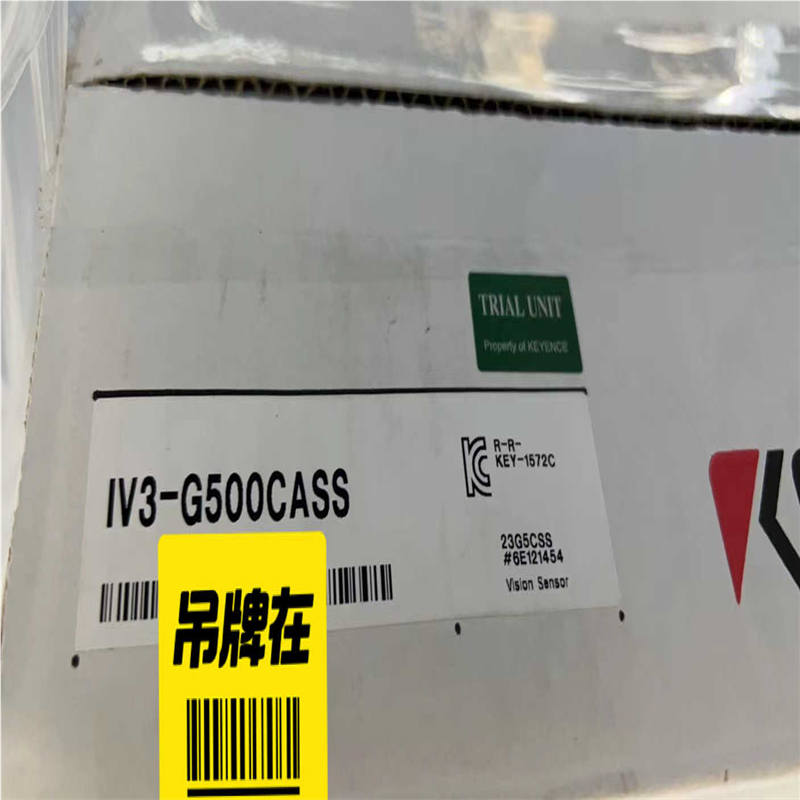 TRIAL UNIT
Property of KEYENCE
R-R-
KEY-1572C
IV3-G500CASS
23G5CSS
#6E121454
Vision Sensor
吊牌在